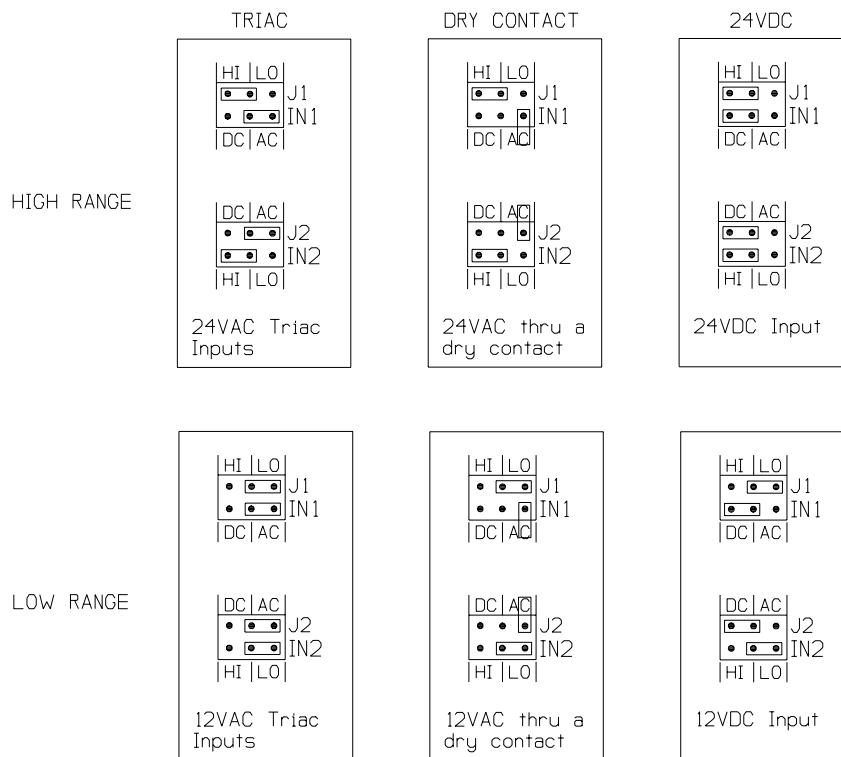 TRIAC DRY CONTACT 24VDC
HI LO HI LO HI LO
J1 J1 J1
IN1 IN1 IN1
DC AC DC AC DC AC
HIGH RANGE
DC AC DC AC DC AC
J2 J2 J2
IN2 IN2 IN2
HI LO HI LO HI LO
24VAC Triac 24VAC thru a 24VDC Input
Inputs dry contact
HI LO HI LO HI LO
J1 J1 J1
IN1 IN1 IN1
DC AC DC AC DC AC
LOW RANGE
DC AC DC AC DC AC
J2 J2 J2
IN2 IN2 IN2
HI LO HI LO HI LO
12VAC Triac 12VAC thru a 12VDC Input
Inputs dry contact